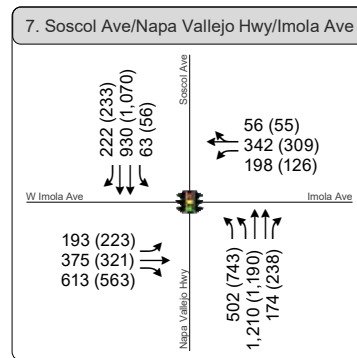 7. Soscol Ave/Napa Vallejo Hwy/Imola Ave
Soscol Ave
222 (233)
930 (1,070)
63 (56)
56 (55)
342 (309)
198 (126)
W Imola Ave
Imola Ave
193 (223)
375 (321)
613 (563)
Napa Vallejo Hwy
502 (743)
1,210 (1,190)
174 (238)